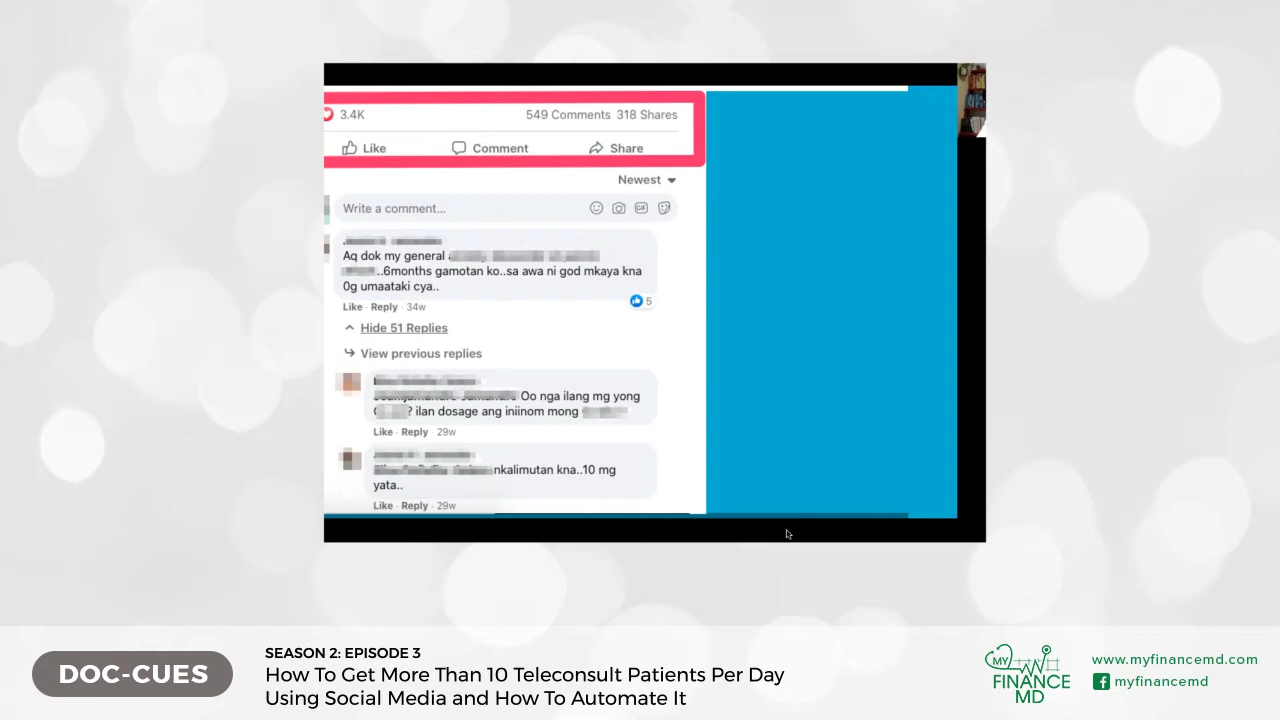 3.4K
549 Comments 318 Shares
Like
Comment
Share
Newest
Write a comment...
GIF
Aq dok my general
..6months gamotan ko..sa awa ni god mkaya kna
0g umaataki cya..
5
Like · Reply · 34w
Hide 51 Replies
View previous replies
Oo nga ilang mg yong
? ilan dosage ang iniinom mong
Like · Reply · 29w
nkalimutan kna..10 mg
yata..
Like · Reply · 29w
DOC-CUES
SEASON 2: EPISODE 3
How To Get More Than 10 Teleconsult Patients Per Day
Using Social Media and How To Automate It
MY
FINANCE
MD
www.myfinancemd.com
myfinancemd